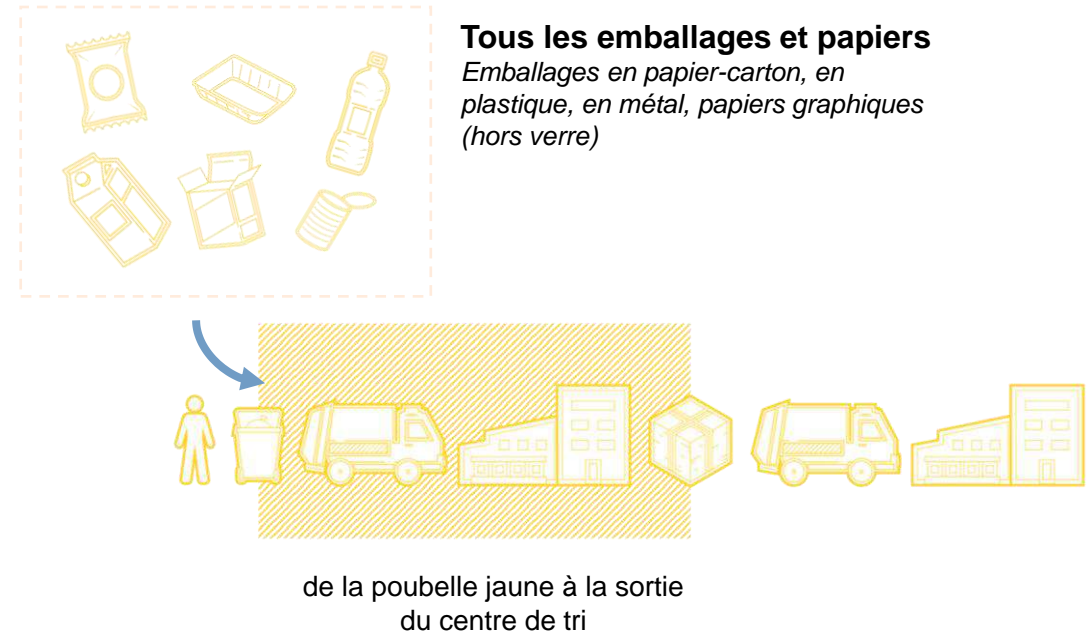 Tous les emballages et papiers
Emballages en papier-carton, en
plastique, en métal, papiers graphiques
(hors verre)
de la poubelle jaune à la sortie
du centre de tri